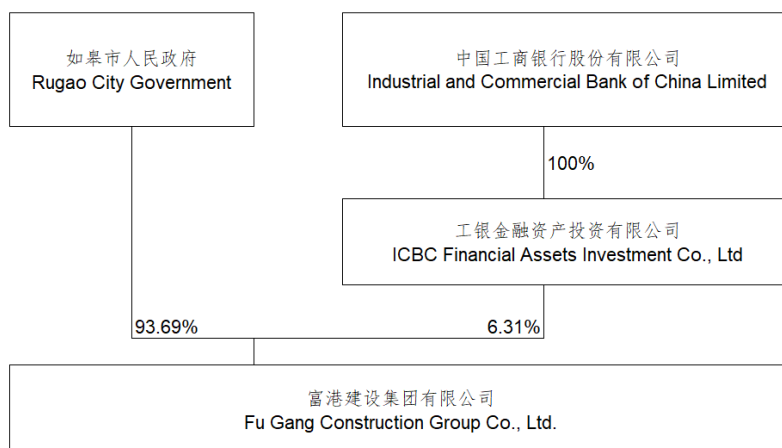 如皋市人民政府
Rugao City Government
中国工商银行股份有限公司
Industrial and Commercial Bank of China Limited
100%
工银金融资产投资有限公司
ICBC Financial Assets Investment Co., Ltd
93.69%
6.31%
富港建设集团有限公司
Fu Gang Construction Group Co., Ltd.